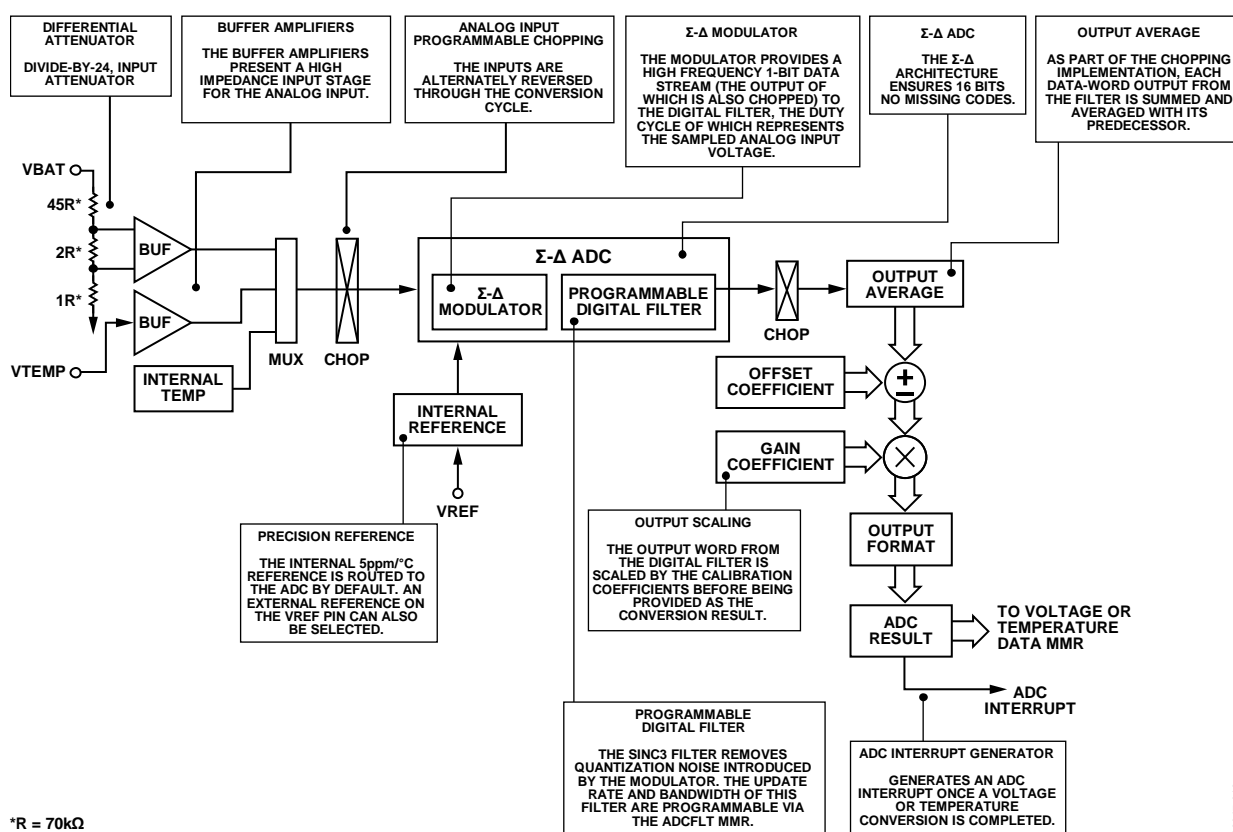 DIFFERENTIAL
ATTENUATOR
DIVIDE-BY-24, INPUT
ATTENUATOR
BUFFER AMPLIFIERS
THE BUFFER AMPLIFIERS
PRESENT A HIGH
IMPEDANCE INPUT STAGE
FOR THE ANALOG INPUT.
ANALOG INPUT
PROGRAMMABLE CHOPPING
THE INPUTS ARE
ALTERNATELY REVERSED
THROUGH THE CONVERSION
CYCLE.
Σ-Δ MODULATOR
THE MODULATOR PROVIDES A
HIGH FREQUENCY 1-BIT DATA
STREAM (THE OUTPUT OF
WHICH IS ALSO CHOPPED) TO
THE DIGITAL FILTER, THE DUTY
CYCLE OF WHICH REPRESENTS
THE SAMPLED ANALOG INPUT
VOLTAGE.
Σ-Δ ADC
THE Σ-Δ
ARCHITECTURE
ENSURES 16 BITS
NO MISSING CODES.
OUTPUT AVERAGE
AS PART OF THE CHOPPING
IMPLEMENTATION, EACH
DATA-WORD OUTPUT FROM
THE FILTER IS SUMMED AND
AVERAGED WITH ITS
PREDECESSOR.
VBAT
45R*
2R*
1R*
VTEMP
BUF
BUF
INTERNAL
TEMP
MUX
CHOP
Σ-Δ ADC
Σ-Δ
MODULATOR
PROGRAMMABLE
DIGITAL FILTER
CHOP
OUTPUT
AVERAGE
INTERNAL
REFERENCE
VREF
OFFSET
COEFFICIENT
GAIN
COEFFICIENT
OUTPUT
FORMAT
ADC
RESULT
TO VOLTAGE OR
TEMPERATURE
DATA MMR
ADC
INTERRUPT
PRECISION REFERENCE
THE INTERNAL 5ppm/°C
REFERENCE IS ROUTED TO
THE ADC BY DEFAULT. AN
EXTERNAL REFERENCE ON
THE VREF PIN CAN ALSO
BE SELECTED.
OUTPUT SCALING
THE OUTPUT WORD FROM
THE DIGITAL FILTER IS
SCALED BY THE CALIBRATION
COEFFICIENTS BEFORE BEING
PROVIDED AS THE
CONVERSION RESULT.
PROGRAMMABLE
DIGITAL FILTER
THE SINC3 FILTER REMOVES
QUANTIZATION NOISE INTRODUCED
BY THE MODULATOR. THE UPDATE
RATE AND BANDWIDTH OF THIS
FILTER ARE PROGRAMMABLE VIA
THE ADCFLT MMR.
ADC INTERRUPT GENERATOR
GENERATES AN ADC
INTERRUPT ONCE A VOLTAGE
OR TEMPERATURE
CONVERSION IS COMPLETED.
*R = 70kΩ